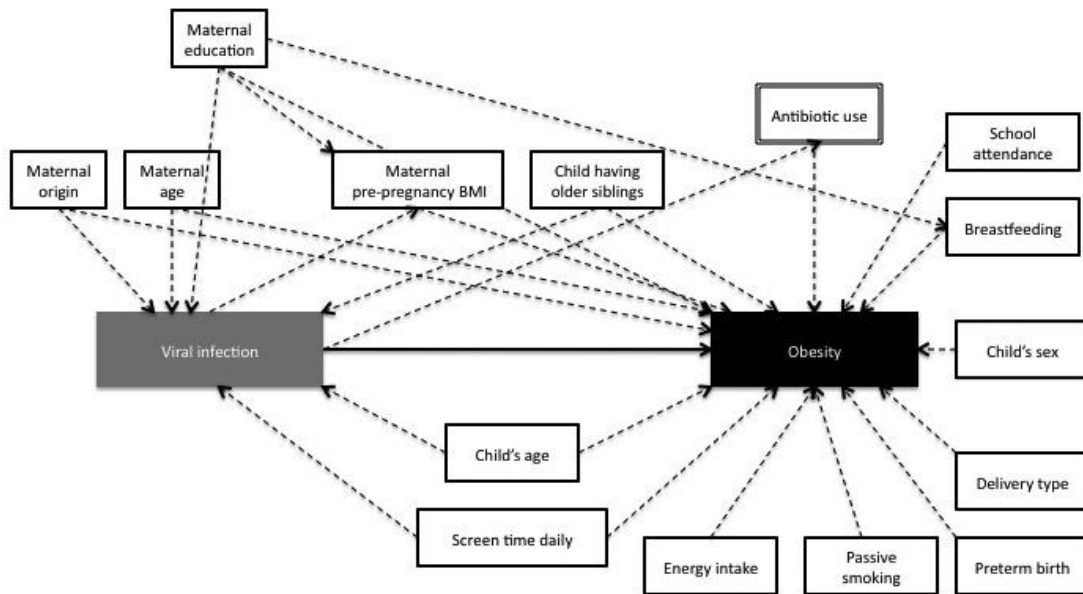 Maternal
education
Antibiotic use
School
attendance
Maternal
origin
Maternal
age
Maternal
pre-pregnancy BMI
Child having
older siblings
Breastfeeding
Viral infection
Obesity
Child's sex
Child's age
Delivery type
Screen time daily
Energy intake
Passive
smoking
Preterm birth